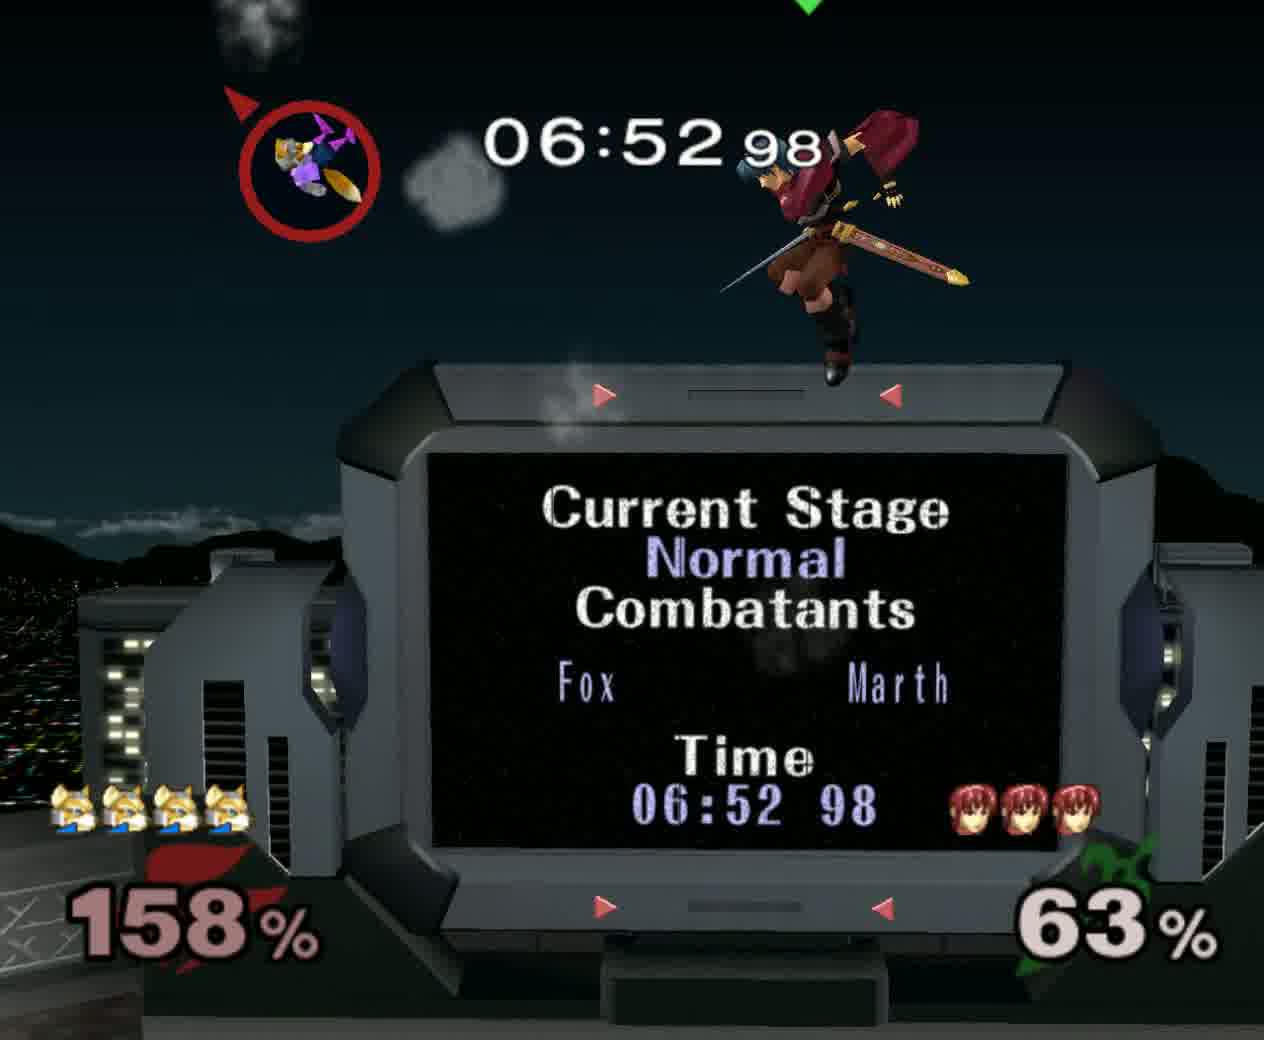 06:52 98
Current Stage
Normal
Combatants
Fox Marth
Time
06:52 98
158% 63%